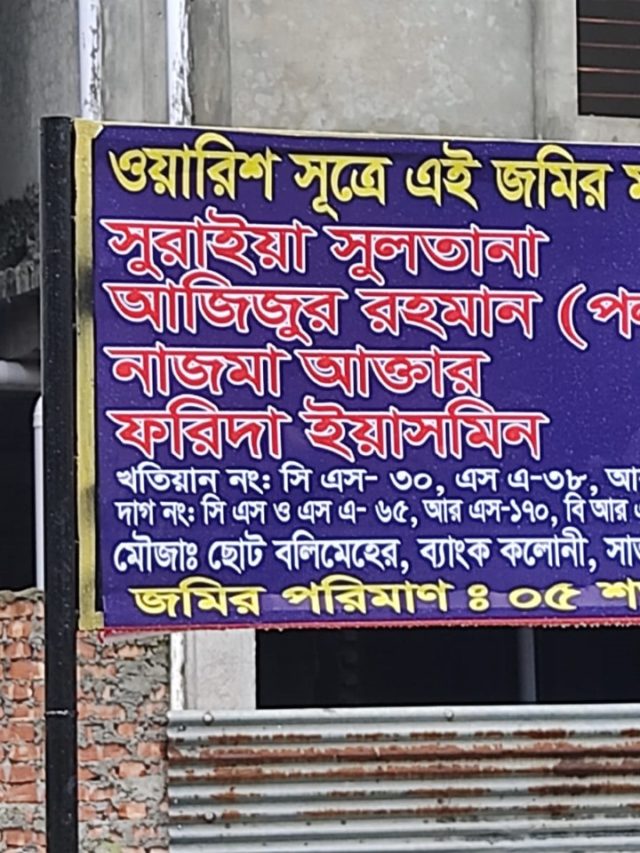 ওয়ারিশ সূত্রে এই জমির
সুরাইয়া সুলতানা
আজিজুর রহমান (
নাজমা আক্তার
ফরিদা ইয়াসমিন
খতিয়ান নং: সি এস- ৩০, এস এ-৩৮, আর
দাগ নং: সি এস ও এস এ- ৬৫, আর এস-১৭০, বি আর
মৌজাঃ ছোট বলিমেহের, ব্যাংক কলোনী,
জমির পরিমাণ ঃ ০৫